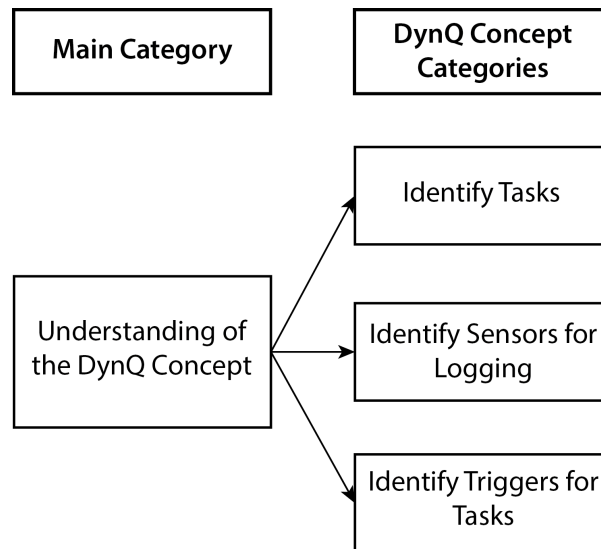 Main Category
DynQ Concept
Categories
Identify Tasks
Understanding of
the DynQ Concept
Identify Sensors for
Logging
Identify Triggers for
Tasks